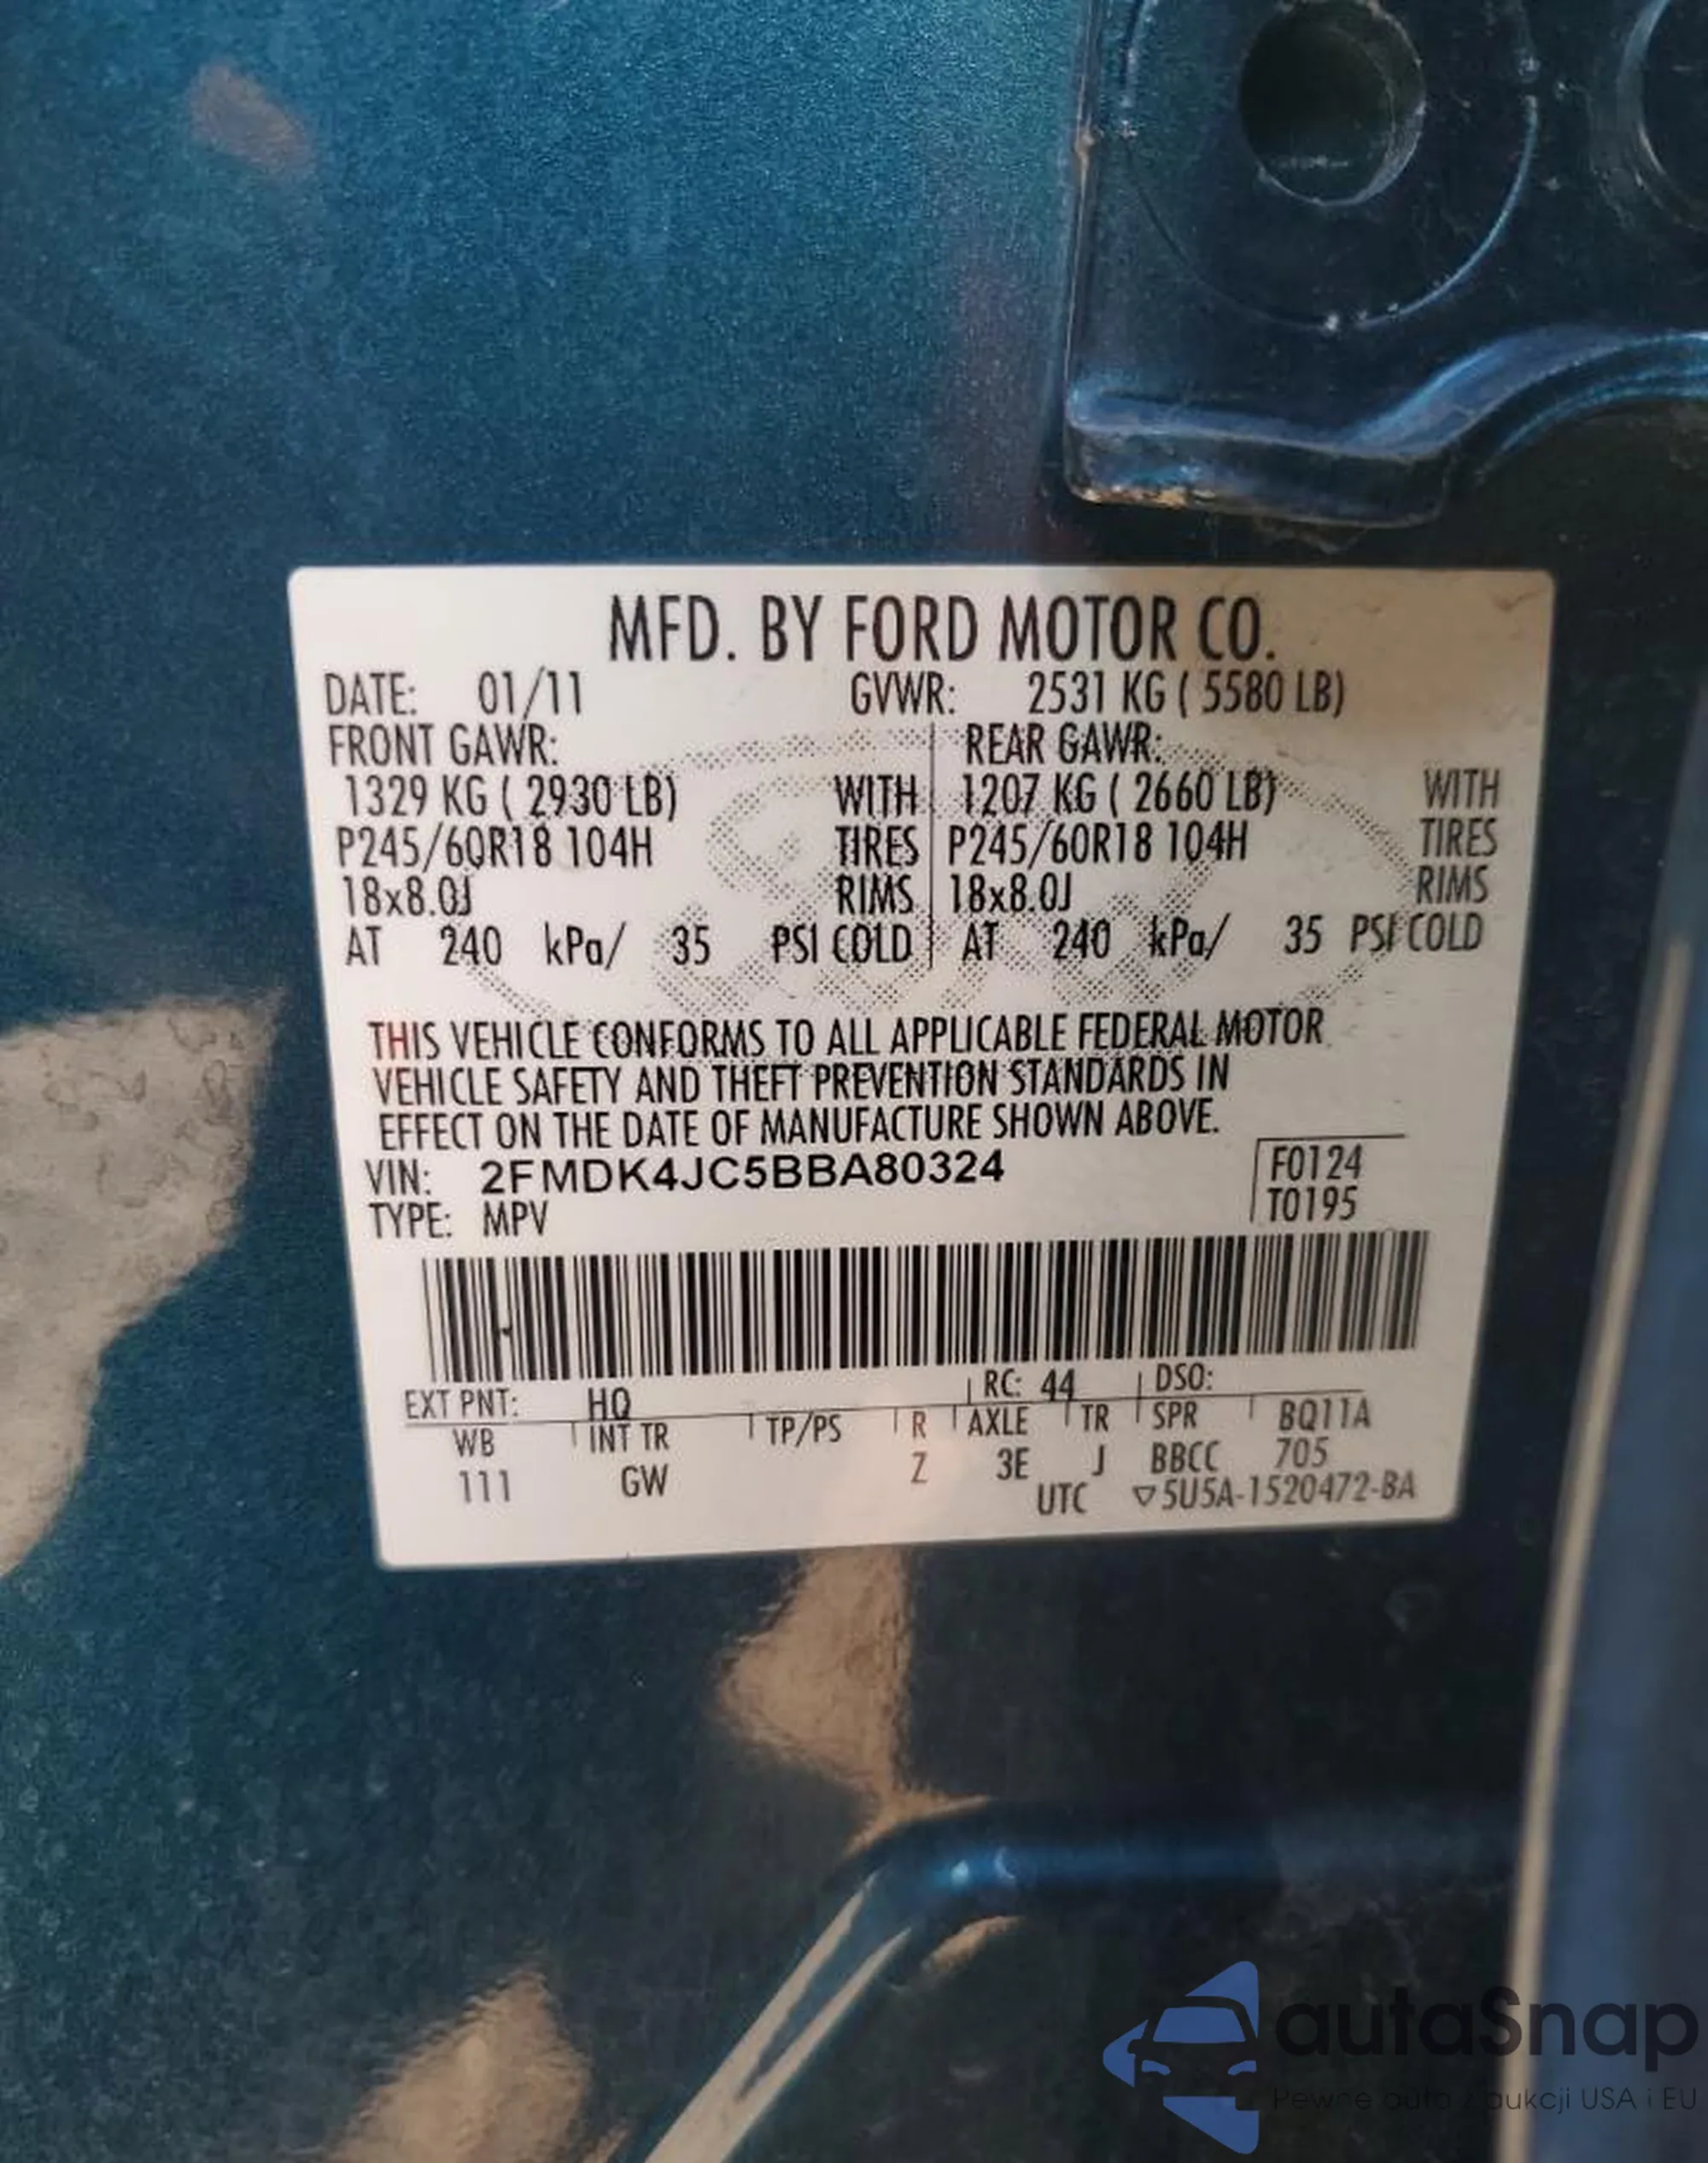 MFD. BY FORD MOTOR CO.
DATE: 01/11 GVWR: 2531 KG ( 5580 LB)
FRONT GAWR: REAR GAWR:
1329 KG ( 2930 LB) WITH 1207 KG ( 2660 LB) WITH
P245/60R18 104H TIRES P245/60R18 104H TIRES
18x8.0J RIMS 18x8.0J RIMS
AT 240 kPa/ 35 PSI COLD AT 240 kPa/ 35 PSI COLD
THIS VEHICLE CONFORMS TO ALL APPLICABLE FEDERAL MOTOR
VEHICLE SAFETY AND THEFT PREVENTION STANDARDS IN
EFFECT ON THE DATE OF MANUFACTURE SHOWN ABOVE.
VIN: 2FMDK4JC5BBA80324 F0124
TYPE: MPV T0195
EXT PNT: HQ RC: 44 DSO:
WB INT TR TP/PS R AXLE TR SPR BQ11A
111 GW Z 3E J BBCC 705
UTC ▽5U5A-1520472-BA
autaSnap
Pewne auta z aukcji USA i EU